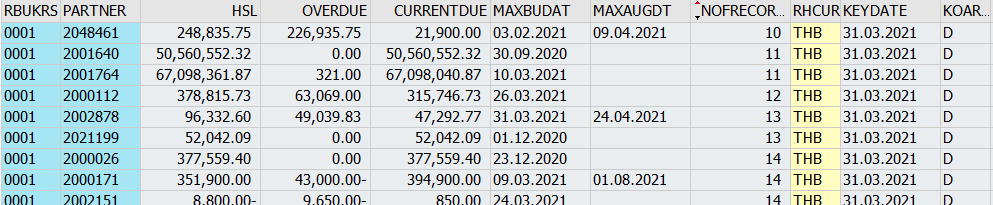 RBUKRS PARTNER HSL OVERDUE CURRENTDUE MAXBUDAT MAXAUGDT NOFRECOR... RHCUR KEYDATE KOAR...
0001 2048461 248,835.75 226,935.75 21,900.00 03.02.2021 09.04.2021 10 THB 31.03.2021 D
0001 2001640 50,560,552.32 0.00 50,560,552.32 30.09.2020 11 THB 31.03.2021 D
0001 2001764 67,098,361.87 321.00 67,098,040.87 10.03.2021 11 THB 31.03.2021 D
0001 2000112 378,815.73 63,069.00 315,746.73 26.03.2021 12 THB 31.03.2021 D
0001 2002878 96,332.60 49,039.83 47,292.77 31.03.2021 24.04.2021 13 THB 31.03.2021 D
0001 2021199 52,042.09 0.00 52,042.09 01.12.2020 13 THB 31.03.2021 D
0001 2000026 377,559.40 0.00 377,559.40 23.12.2020 14 THB 31.03.2021 D
0001 2000171 351,900.00 43,000.00- 394,900.00 09.03.2021 01.08.2021 14 THB 31.03.2021 D
0001 2002151 8,800.00- 9,650.00- 850.00 24.03.2021 14 THB 31.03.2021 D